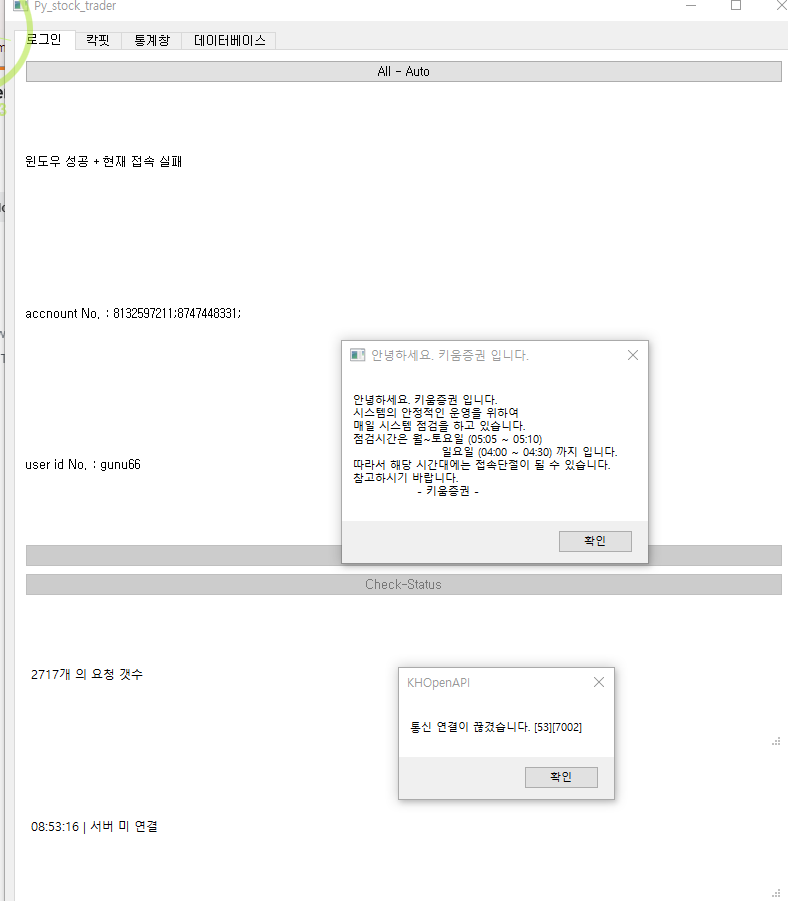 Py_stock_trader
로그인 칵핏 통계창 데이터베이스
All - Auto
윈도우 성공 + 현재 접속 실패
accnount No. : 8132597211;8747448331;
안녕하세요. 키움증권 입니다.
안녕하세요. 키움증권 입니다.
시스템의 안정적인 운영을 위하여
매일 시스템 점검을 하고 있습니다.
점검시간은 월~토요일 (05:05 ~ 05:10)
일요일 (04:00 ~ 04:30) 까지 입니다.
따라서 해당 시간대에는 접속단절이 될 수 있습니다.
참고하시기 바랍니다.
- 키움증권 -
확인
user id No. : gunu66
Check-Status
2717개 의 요청 갯수
KHOpenAPI
통신 연결이 끊겼습니다. [53][7002]
확인
08:53:16 | 서버 미 연결